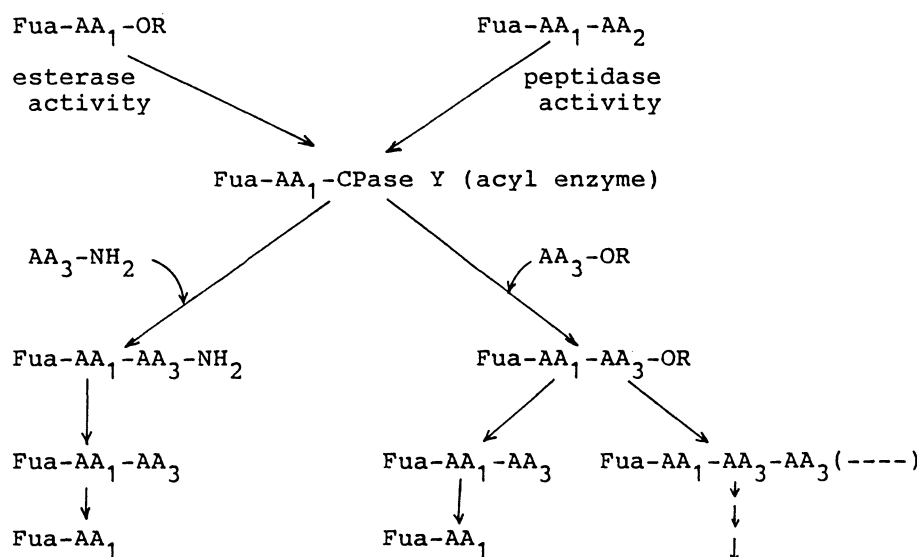 Fua-AA₁-OR Fua-AA₁-AA₂
esterase peptidase
activity activity
Fua-AA₁-CPase Y (acyl enzyme)
AA₃-NH₂ AA₃-OR
Fua-AA₁-AA₃-NH₂ Fua-AA₁-AA₃-OR
Fua-AA₁-AA₃ Fua-AA₁-AA₃ Fua-AA₁-AA₃-AA₃(----)
Fua-AA₁ Fua-AA₁